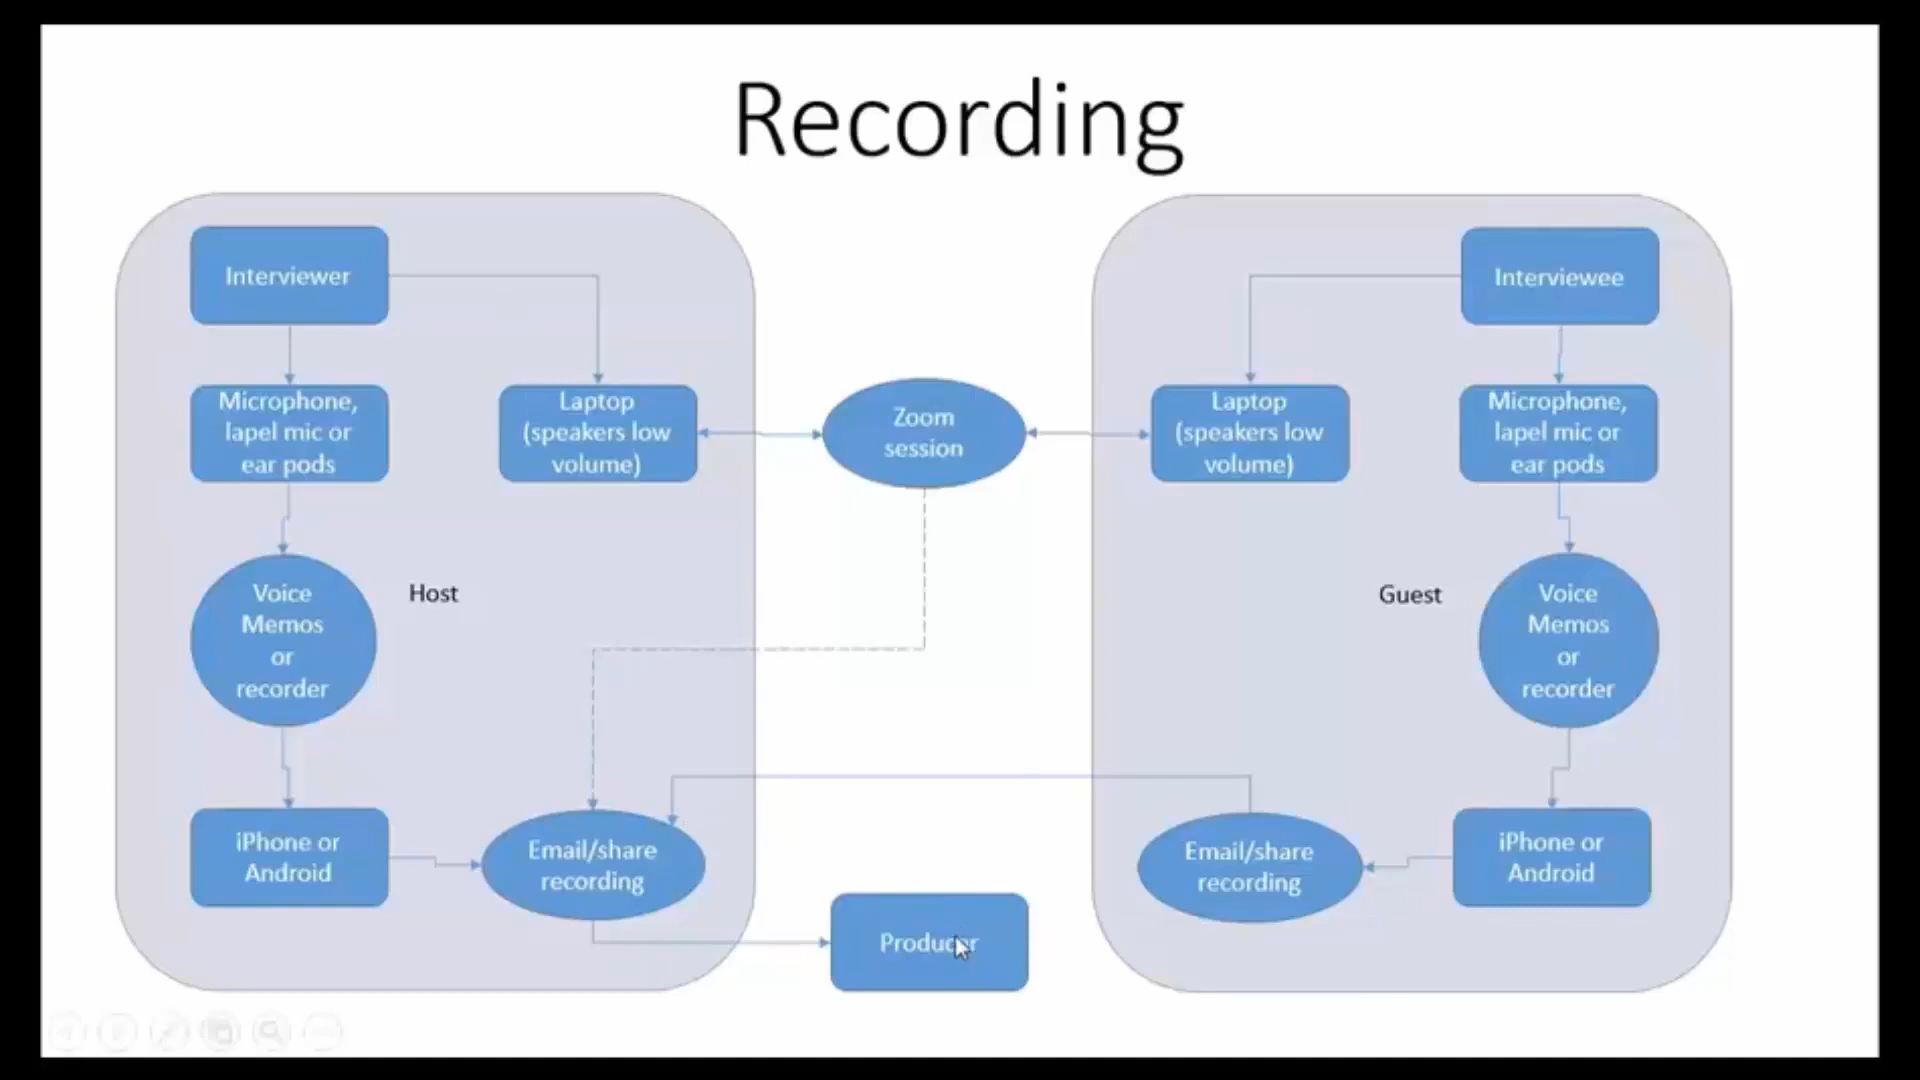 Recording
Interviewer
Microphone,
lapel mic or
ear pods
Laptop
(speakers low
volume)
Voice
Memos
or
recorder
Host
iPhone or
Android
Email/share
recording
Zoom
session
Producer
Interviewee
Laptop
(speakers low
volume)
Microphone,
lapel mic or
ear pods
Guest
Voice
Memos
or
recorder
Email/share
recording
iPhone or
Android